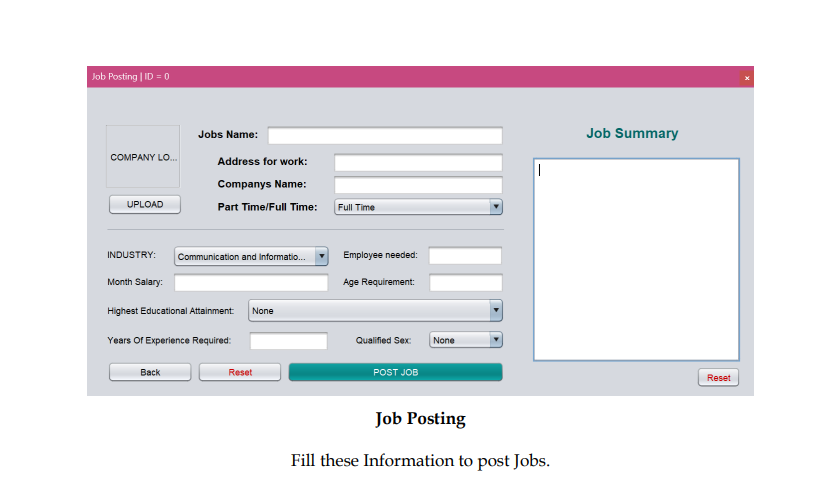 Job Posting | ID = 0
x
COMPANY LO...
UPLOAD
Jobs Name:
Address for work:
Companys Name:
Part Time/Full Time: Full Time
INDUSTRY: Communication and Informatio... Employee needed:
Month Salary: Age Requirement:
Highest Educational Attainment: None
Years Of Experience Required: Qualified Sex: None
Back Reset POST JOB
Job Summary
Reset
Job Posting
Fill these Information to post Jobs.